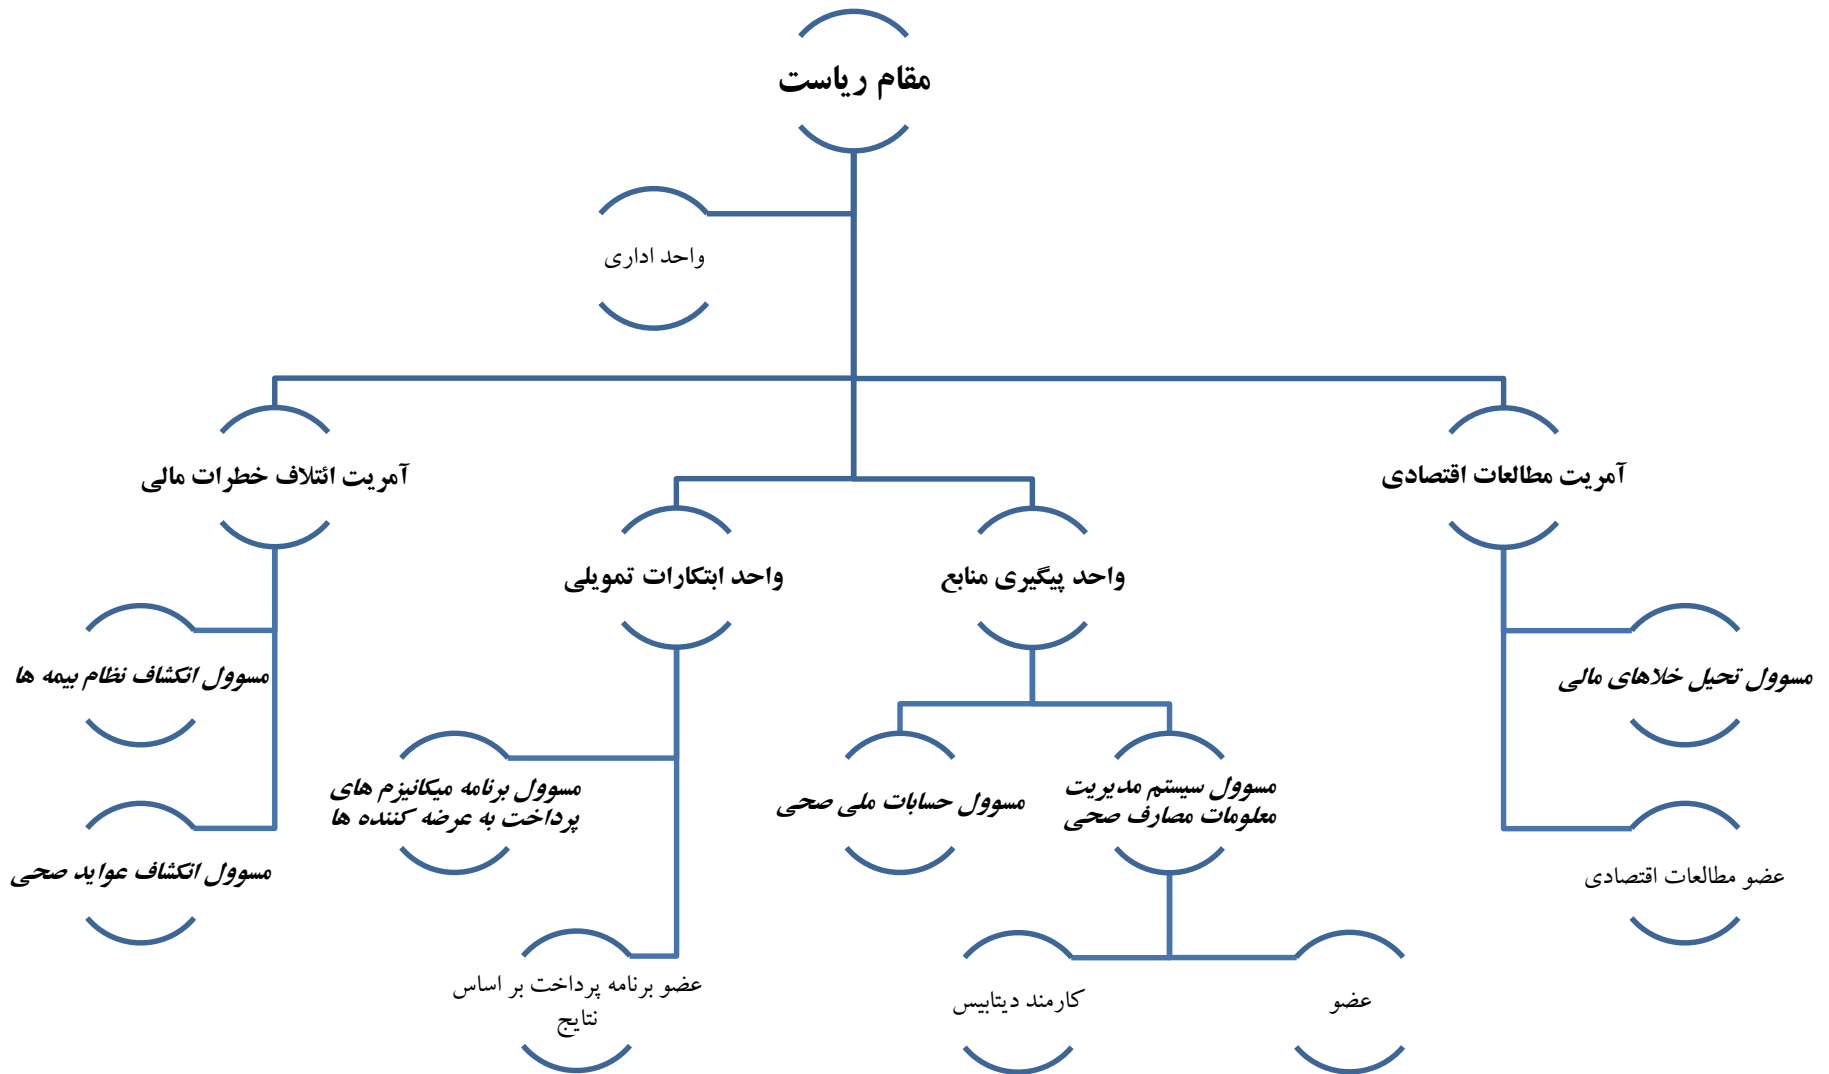 مقام ریاست
واحد اداری
آمریت مطالعات اقتصادی
آمریت ائتلاف خطرات مالی
واحد پیگیری منابع
واحد ابتکارات تمویلی
مسوول تحیل خلاهای مالی
مسوول انکشاف نظام بیمه ها
مسوول سیستم مدیریت
معلومات مصارف صحی
مسوول حسابات ملی صحی
مسوول برنامه میکانیزم های
پرداخت به عرضه کننده ها
عضو مطالعات اقتصادی
مسوول انکشاف عواید صحی
عضو
کارمند دیتابیس
عضو برنامه پرداخت بر اساس
نتایج